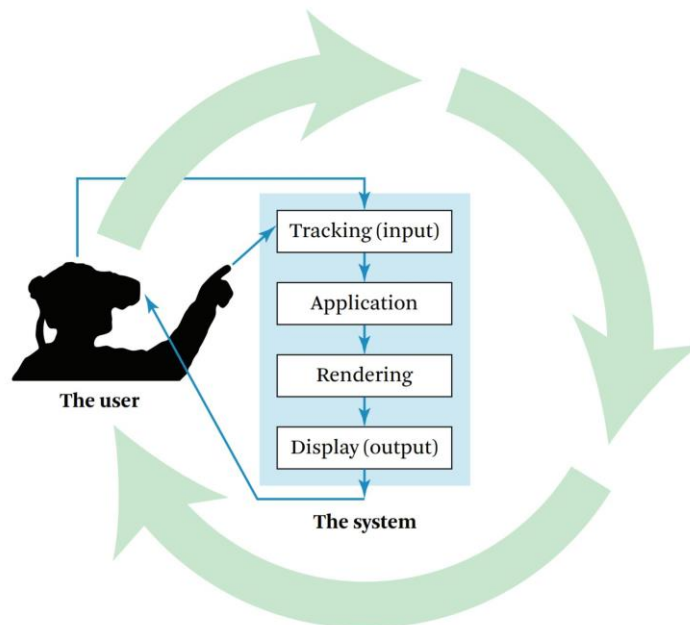 Tracking (input)
Application
Rendering
The user
Display (output)
The system